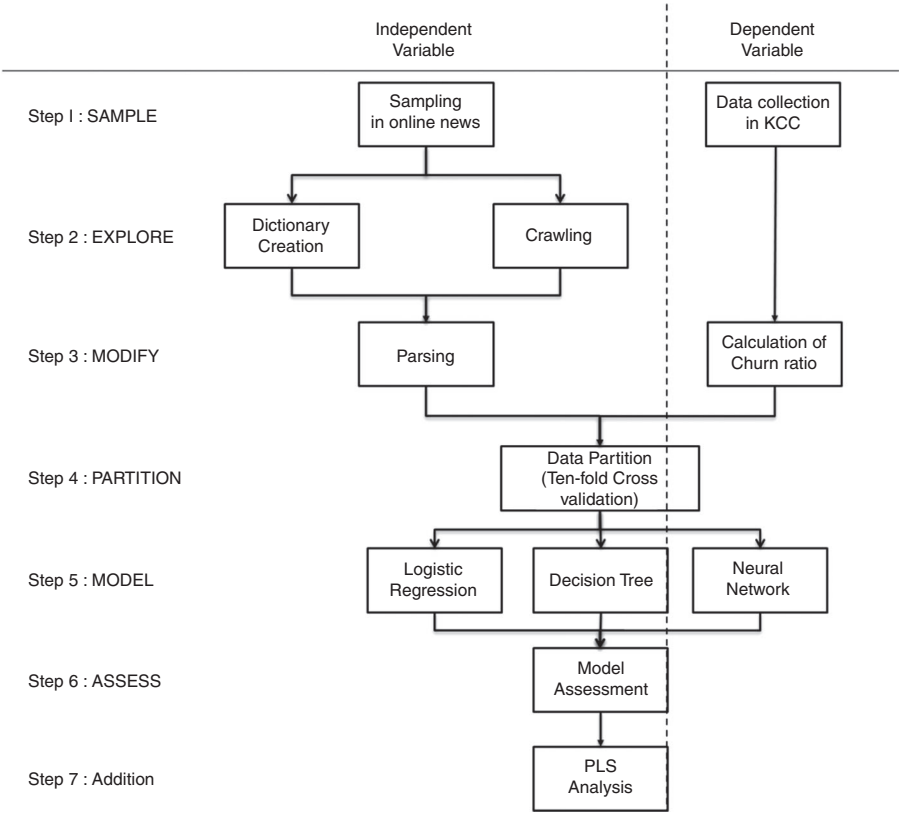 Independent
Variable
Dependent
Variable
Step I : SAMPLE
Sampling
in online news
Data collection
in KCC
Step 2 : EXPLORE
Dictionary
Creation
Crawling
Step 3 : MODIFY
Parsing
Calculation of
Churn ratio
Step 4 : PARTITION
Data Partition
(Ten-fold Cross
validation)
Step 5 : MODEL
Logistic
Regression
Decision Tree
Neural
Network
Step 6 : ASSESS
Model
Assessment
Step 7 : Addition
PLS
Analysis